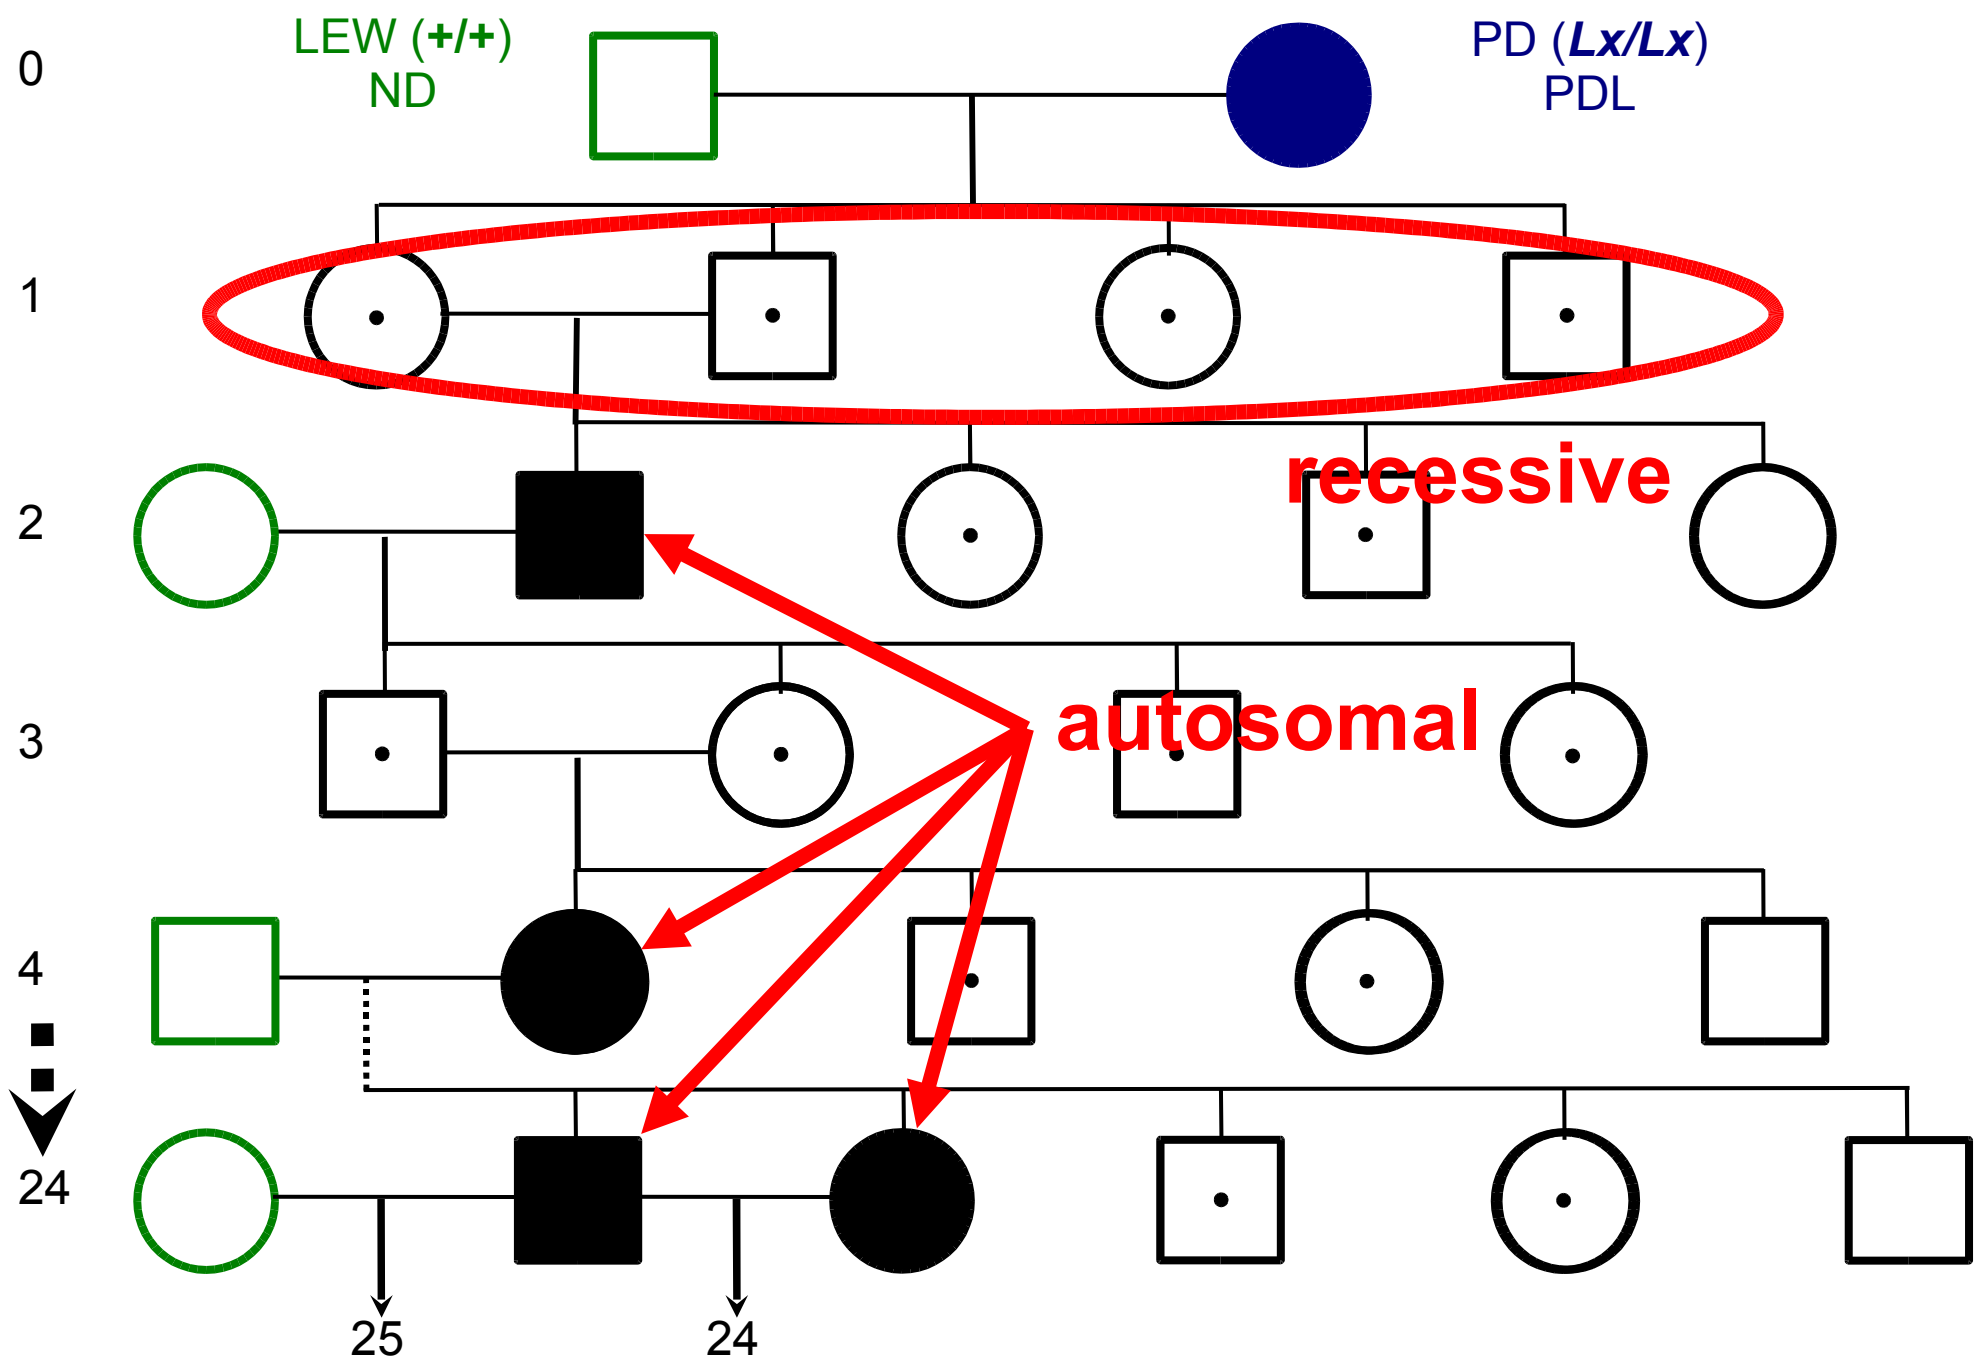 0
LEW (+/+)
ND
PD (Lx/Lx)
PDL
1
recessive
2
autosomal
3
4
24
25
24